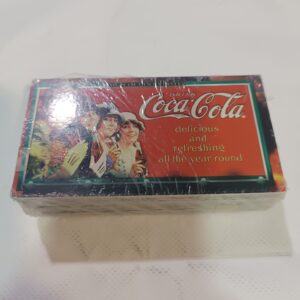 Coca-Cola
delicious
and
refreshing
all the year round